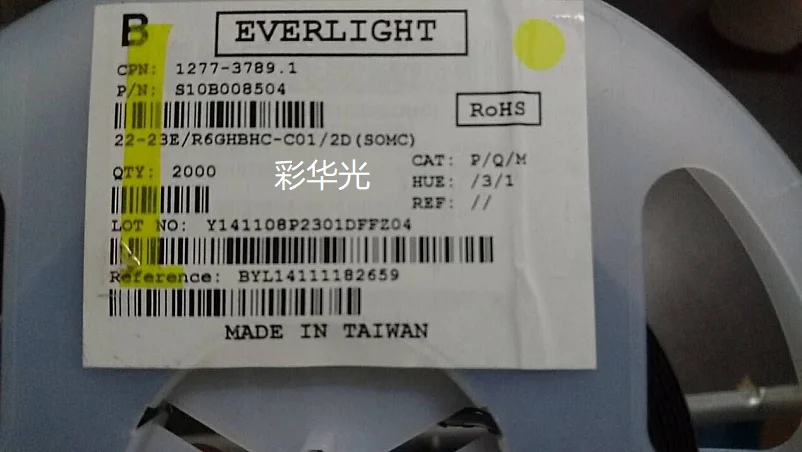 B EVERLIGHT
CPN: 1277-3789.1
P/N: S10B008504
RoHS
22-23E/R6GHBHC-C01/2D(SOMC)
CAT: P/Q/M
QTY: 2000
彩华光
HUE: /3/1
REF: //
LOT NO: Y141108P2301DFFZ04
Reference: BYL14111182659
MADE IN TAIWAN